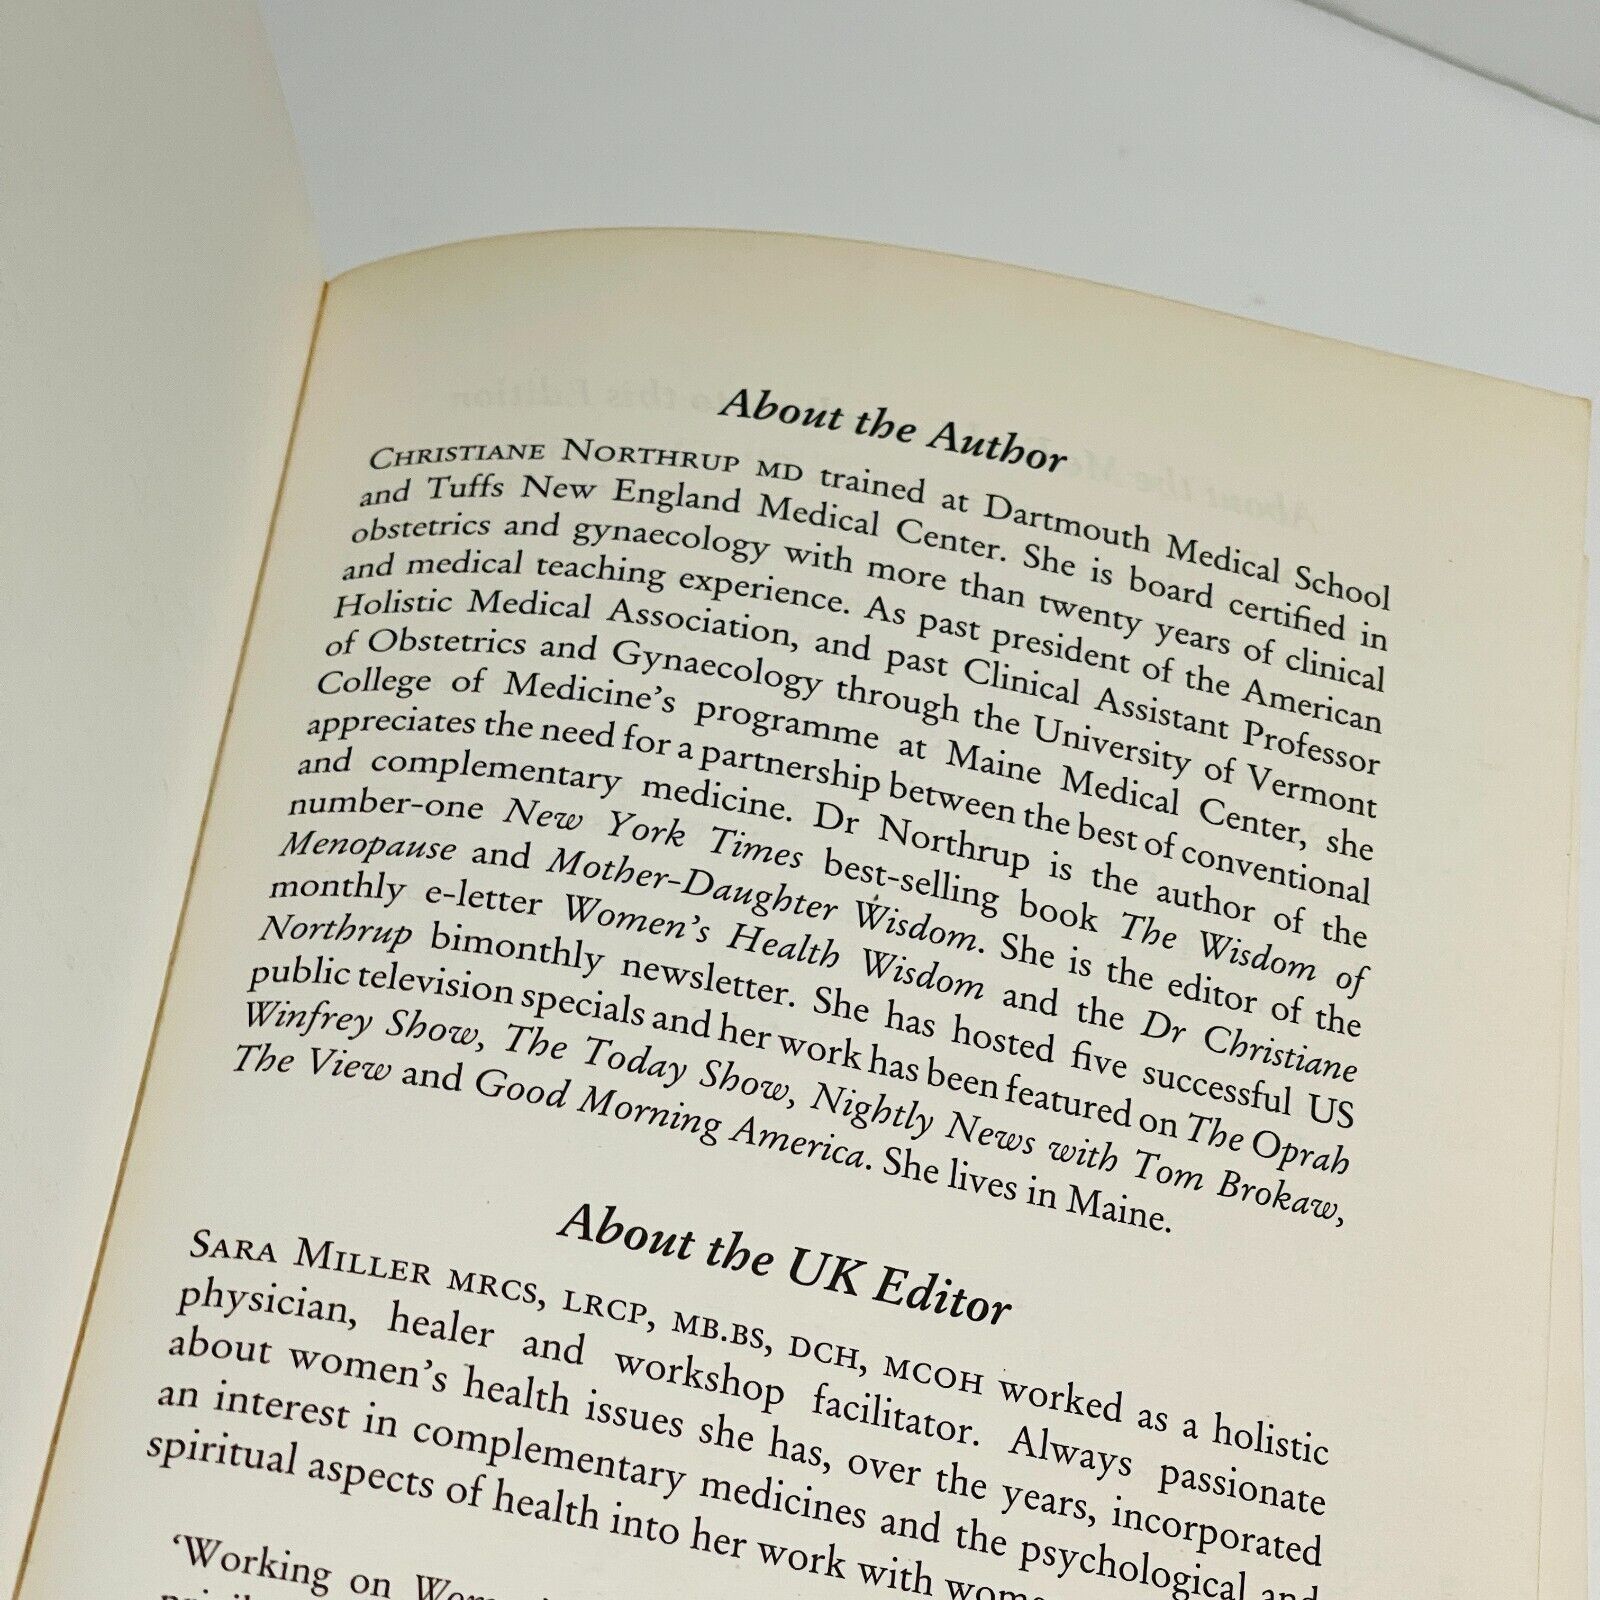 About the Author
CHRISTIANE NORTHRUP MD trained at Dartmouth Medical School
and Tuffs New England Medical Center. She is board certified in
obstetrics and gynaecology with more than twenty years of clinical
and medical teaching experience. As past president of the American
Holistic Medical Association, and past Clinical Assistant Professor
of Obstetrics and Gynaecology through the University of Vermont
College of Medicine's programme at Maine Medical Center, she
appreciates the need for a partnership between the best of conventional
and complementary medicine. Dr Northrup is the author of the
number-one New York Times best-selling book The Wisdom of
Menopause and Mother-Daughter Wisdom. She is the editor of the
monthly e-letter Women's Health Wisdom and the Dr Christiane
Northrup bimonthly newsletter. She has hosted five successful US
public television specials and her work has been featured on The Oprah
Winfrey Show, The Today Show, Nightly News with Tom Brokaw,
The View and Good Morning America. She lives in Maine.
About the UK Editor
SARA MILLER MRCS, LRCP, MB.BS, DCH, MCOH worked as a holistic
physician, healer and workshop facilitator. Always passionate
about women's health issues she has, over the years, incorporated
an interest in complementary medicines and the psychological and
spiritual aspects of health into her work with
'Working on